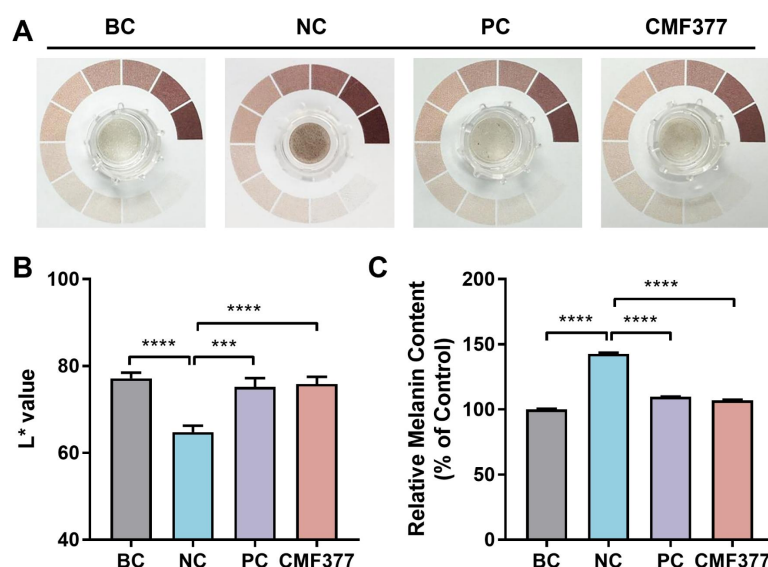 A
BC NC PC CMF377
B
C
L* value
100
80
60
40
****
****
***
BC NC PC CMF377
Relative Melanin Content
(% of Control)
200
150
100
50
0
****
****
****
BC NC PC CMF377